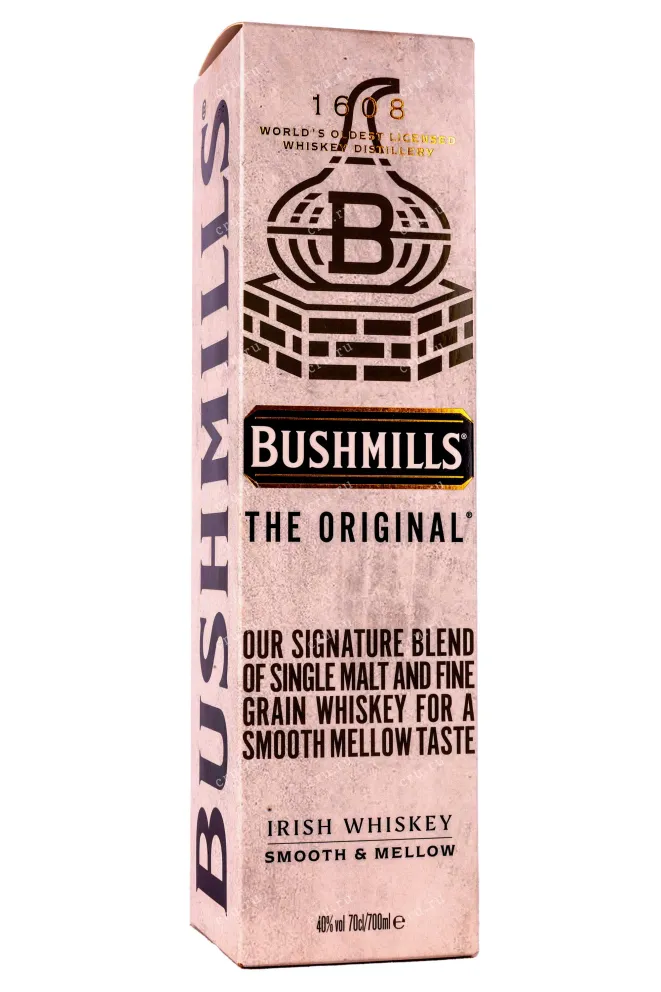 BUSHMILLS®
1608
WORLD'S OLDEST LICENSED
WHISKEY DISTILLERY
B
BUSHMILLS®
THE ORIGINAL®
OUR SIGNATURE BLEND
OF SINGLE MALT AND FINE
GRAIN WHISKEY FOR A
SMOOTH MELLOW TASTE
IRISH WHISKEY
SMOOTH & MELLOW
40% vol 70cl/700ml ℮